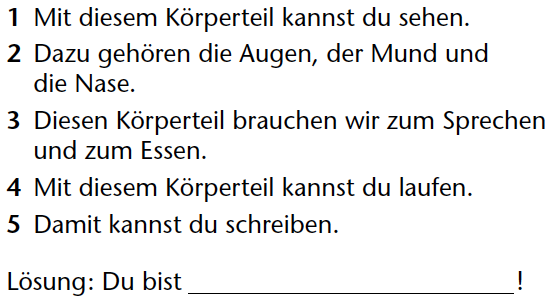 1 Mit diesem Körperteil kannst du sehen.
2 Dazu gehören die Augen, der Mund und
die Nase.
3 Diesen Körperteil brauchen wir zum Sprechen
und zum Essen.
4 Mit diesem Körperteil kannst du laufen.
5 Damit kannst du schreiben.
Lösung: Du bist ______________________!